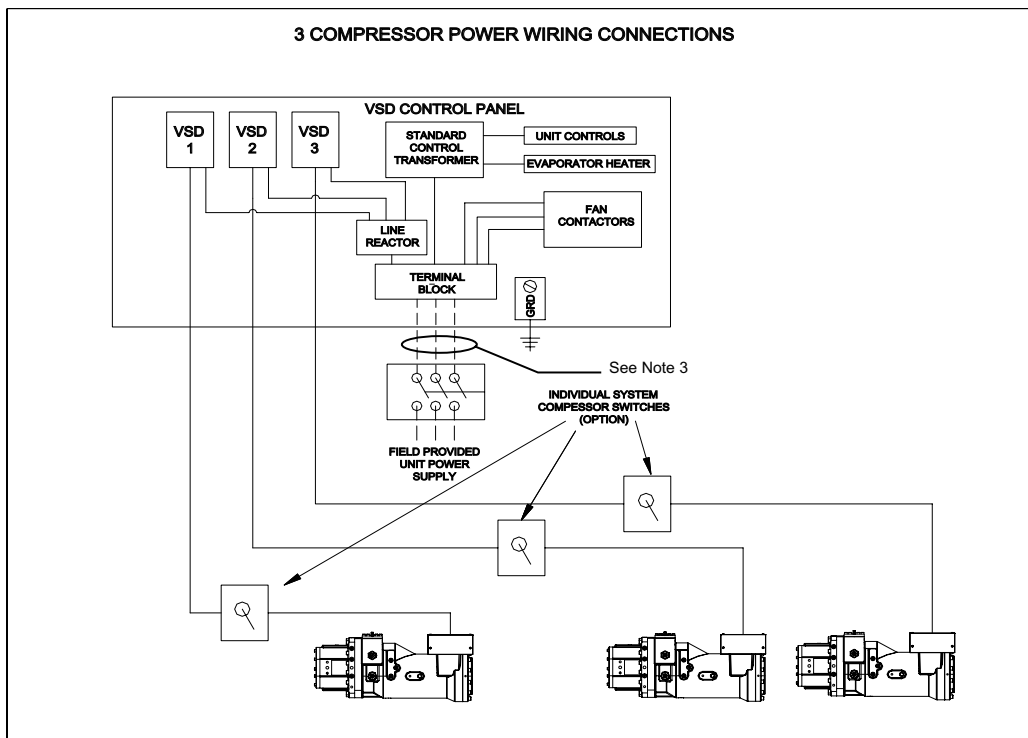 3 COMPRESSOR POWER WIRING CONNECTIONS
VSD CONTROL PANEL
VSD
1
VSD
2
VSD
3
STANDARD
CONTROL
TRANSFORMER
UNIT CONTROLS
EVAPORATOR HEATER
FAN
CONTACTORS
LINE
REACTOR
TERMINAL
BLOCK
GRD
See Note 3
INDIVIDUAL SYSTEM
COMPESSOR SWITCHES
(OPTION)
FIELD PROVIDED
UNIT POWER
SUPPLY